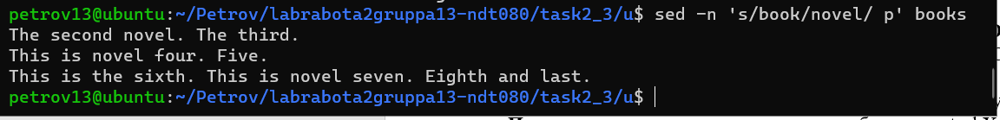 petrov13@ubuntu:~/Petrov/labrabota2gruppa13-ndt080/task2_3/u$ sed -n 's/book/novel/ p' books
The second novel. The third.
This is novel four. Five.
This is the sixth. This is novel seven. Eighth and last.
petrov13@ubuntu:~/Petrov/labrabota2gruppa13-ndt080/task2_3/u$